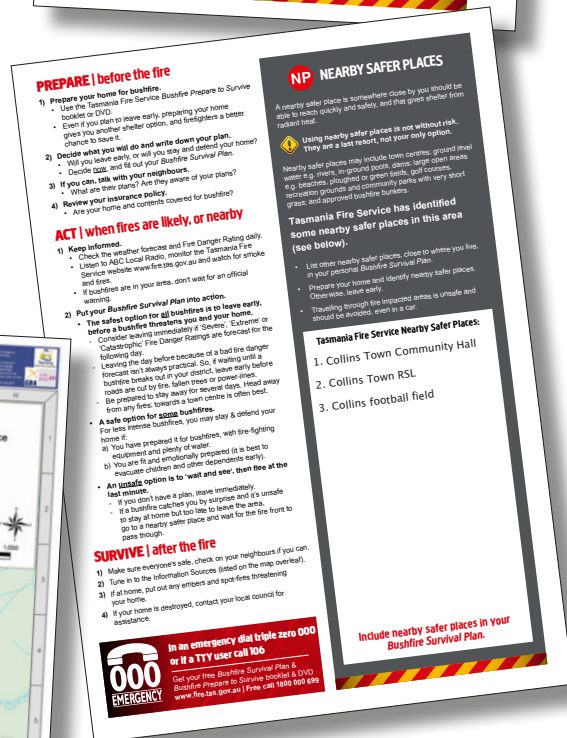 PREPARE | before the fire
1) Prepare your home for bushfire.
• Use the Tasmania Fire Service Bushfire Prepare to Survive
booklet or DVD.
• Even if you plan to leave early, preparing your home
gives you another shelter option, and firefighters a better
chance to save it.
2) Decide what you will do and write down your plan.
• Will you leave early, or will you stay and defend your home?
• Decide now, and fill out your Bushfire Survival Plan.
3) If you can, talk with your neighbours.
• What are their plans? Are they aware of your plans?
4) Review your insurance policy.
• Are your home and contents covered for bushfire?
ACT | when fires are likely, or nearby
1) Keep informed.
• Check the weather forecast and Fire Danger Rating daily.
• Listen to ABC Local Radio, monitor the Tasmania Fire
Service website www.fire.tas.gov.au and watch for smoke
and fires.
• If bushfires are in your area, don't wait for an official
warning.
2) Put your Bushfire Survival Plan into action.
• The safest option for all bushfires is to leave early,
before a bushfire threatens you and your home.
- Consider leaving immediately if 'Severe', 'Extreme' or
'Catastrophic' Fire Danger Ratings are forecast for the
following day.
- Leaving the day before because of a bad fire danger
forecast isn't always practical. So, if waiting until a
bushfire breaks out in your district, leave early before
roads are cut by fire, fallen trees or power-lines.
- Be prepared to stay away for several days. Head away
from any fires: towards a town centre is often best.
• A safe option for some bushfires.
For less intense bushfires, you may stay & defend your
home if:
a) You have prepared it for bushfires, with fire-fighting
equipment and plenty of water.
b) You are fit and emotionally prepared (it is best to
evacuate children and other dependents early).
• An unsafe option is to 'wait and see', then flee at the
last minute.
- If you don't have a plan, leave immediately.
- If a bushfire catches you by surprise and it's unsafe
to stay at home but too late to leave the area,
go to a nearby safer place and wait for the fire front to
pass though.
SURVIVE | after the fire
1) Make sure everyone's safe, check on your neighbours if you can.
2) Tune in to the Information Sources (listed on the map overleaf).
3) If at home, put out any embers and spot-fires threatening
your home.
4) If your home is destroyed, contact your local council for
assistance.
000
EMERGENCY
In an emergency dial triple zero 000
or if a TTY user call 106
Get your free Bushfire Survival Plan &
Bushfire Prepare to Survive booklet & DVD
www.fire.tas.gov.au | Free call 1800 000 699
NP NEARBY SAFER PLACES
A nearby safer place is somewhere close by you should be
able to reach quickly and safely, and that gives shelter from
radiant heat.
Using nearby safer places is not without risk.
They are a last resort, not your only option.
Nearby safer places may include town centres; ground level
water e.g. rivers, in-ground pools, dams; large open areas
e.g. beaches, ploughed or green fields, golf courses,
recreation grounds and community parks with very short
grass; and approved bushfire bunkers.
Tasmania Fire Service has identified
some nearby safer places in this area
(see below).
• List other nearby safer places, close to where you live,
in your personal Bushfire Survival Plan.
• Prepare your home and identify nearby safer places.
Otherwise, leave early.
• Travelling through fire impacted areas is unsafe and
should be avoided, even in a car.
Tasmania Fire Service Nearby Safer Places:
1. Collins Town Community Hall
2. Collins Town RSL
3. Collins football field
Include nearby safer places in your
Bushfire Survival Plan.
H
1
2
3
4
5
1,000